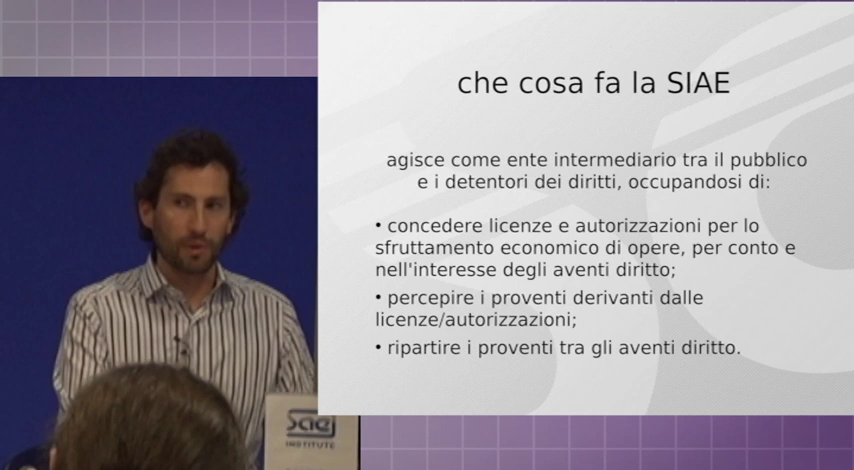 che cosa fa la SIAE
agisce come ente intermediario tra il pubblico
e i detentori dei diritti, occupandosi di:
• concedere licenze e autorizzazioni per lo
sfruttamento economico di opere, per conto e
nell'interesse degli aventi diritto;
• percepire i proventi derivanti dalle
licenze/autorizzazioni;
• ripartire i proventi tra gli aventi diritto.
sae
INSTITUTE